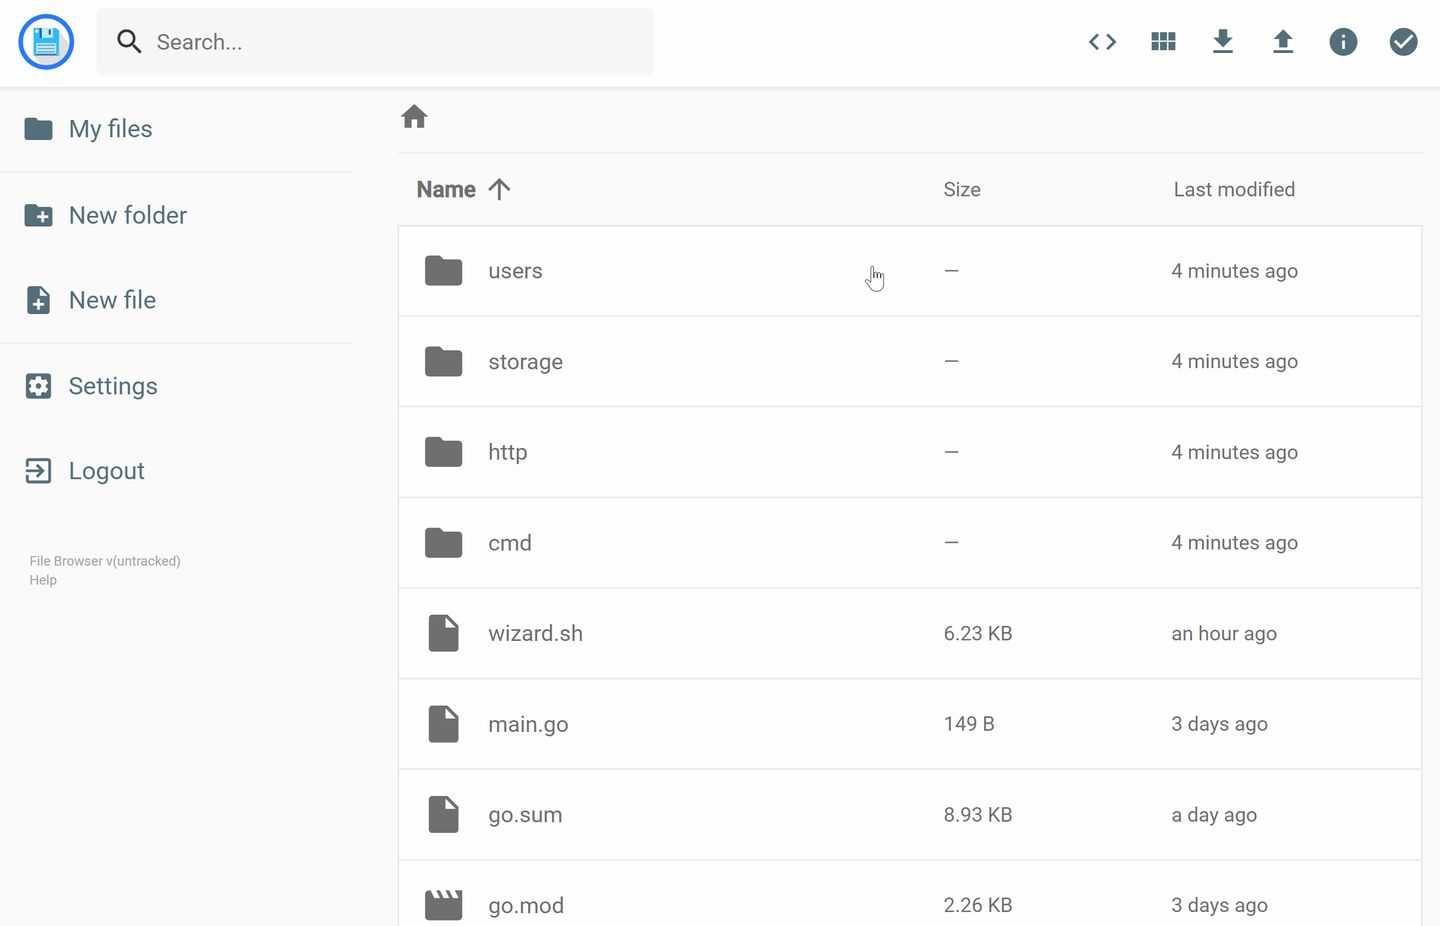 Search...
My files
New folder
New file
Settings
Logout
File Browser v(untracked)
Help
Name Size Last modified
users — 4 minutes ago
storage — 4 minutes ago
http — 4 minutes ago
cmd — 4 minutes ago
wizard.sh 6.23 KB an hour ago
main.go 149 B 3 days ago
go.sum 8.93 KB a day ago
go.mod 2.26 KB 3 days ago